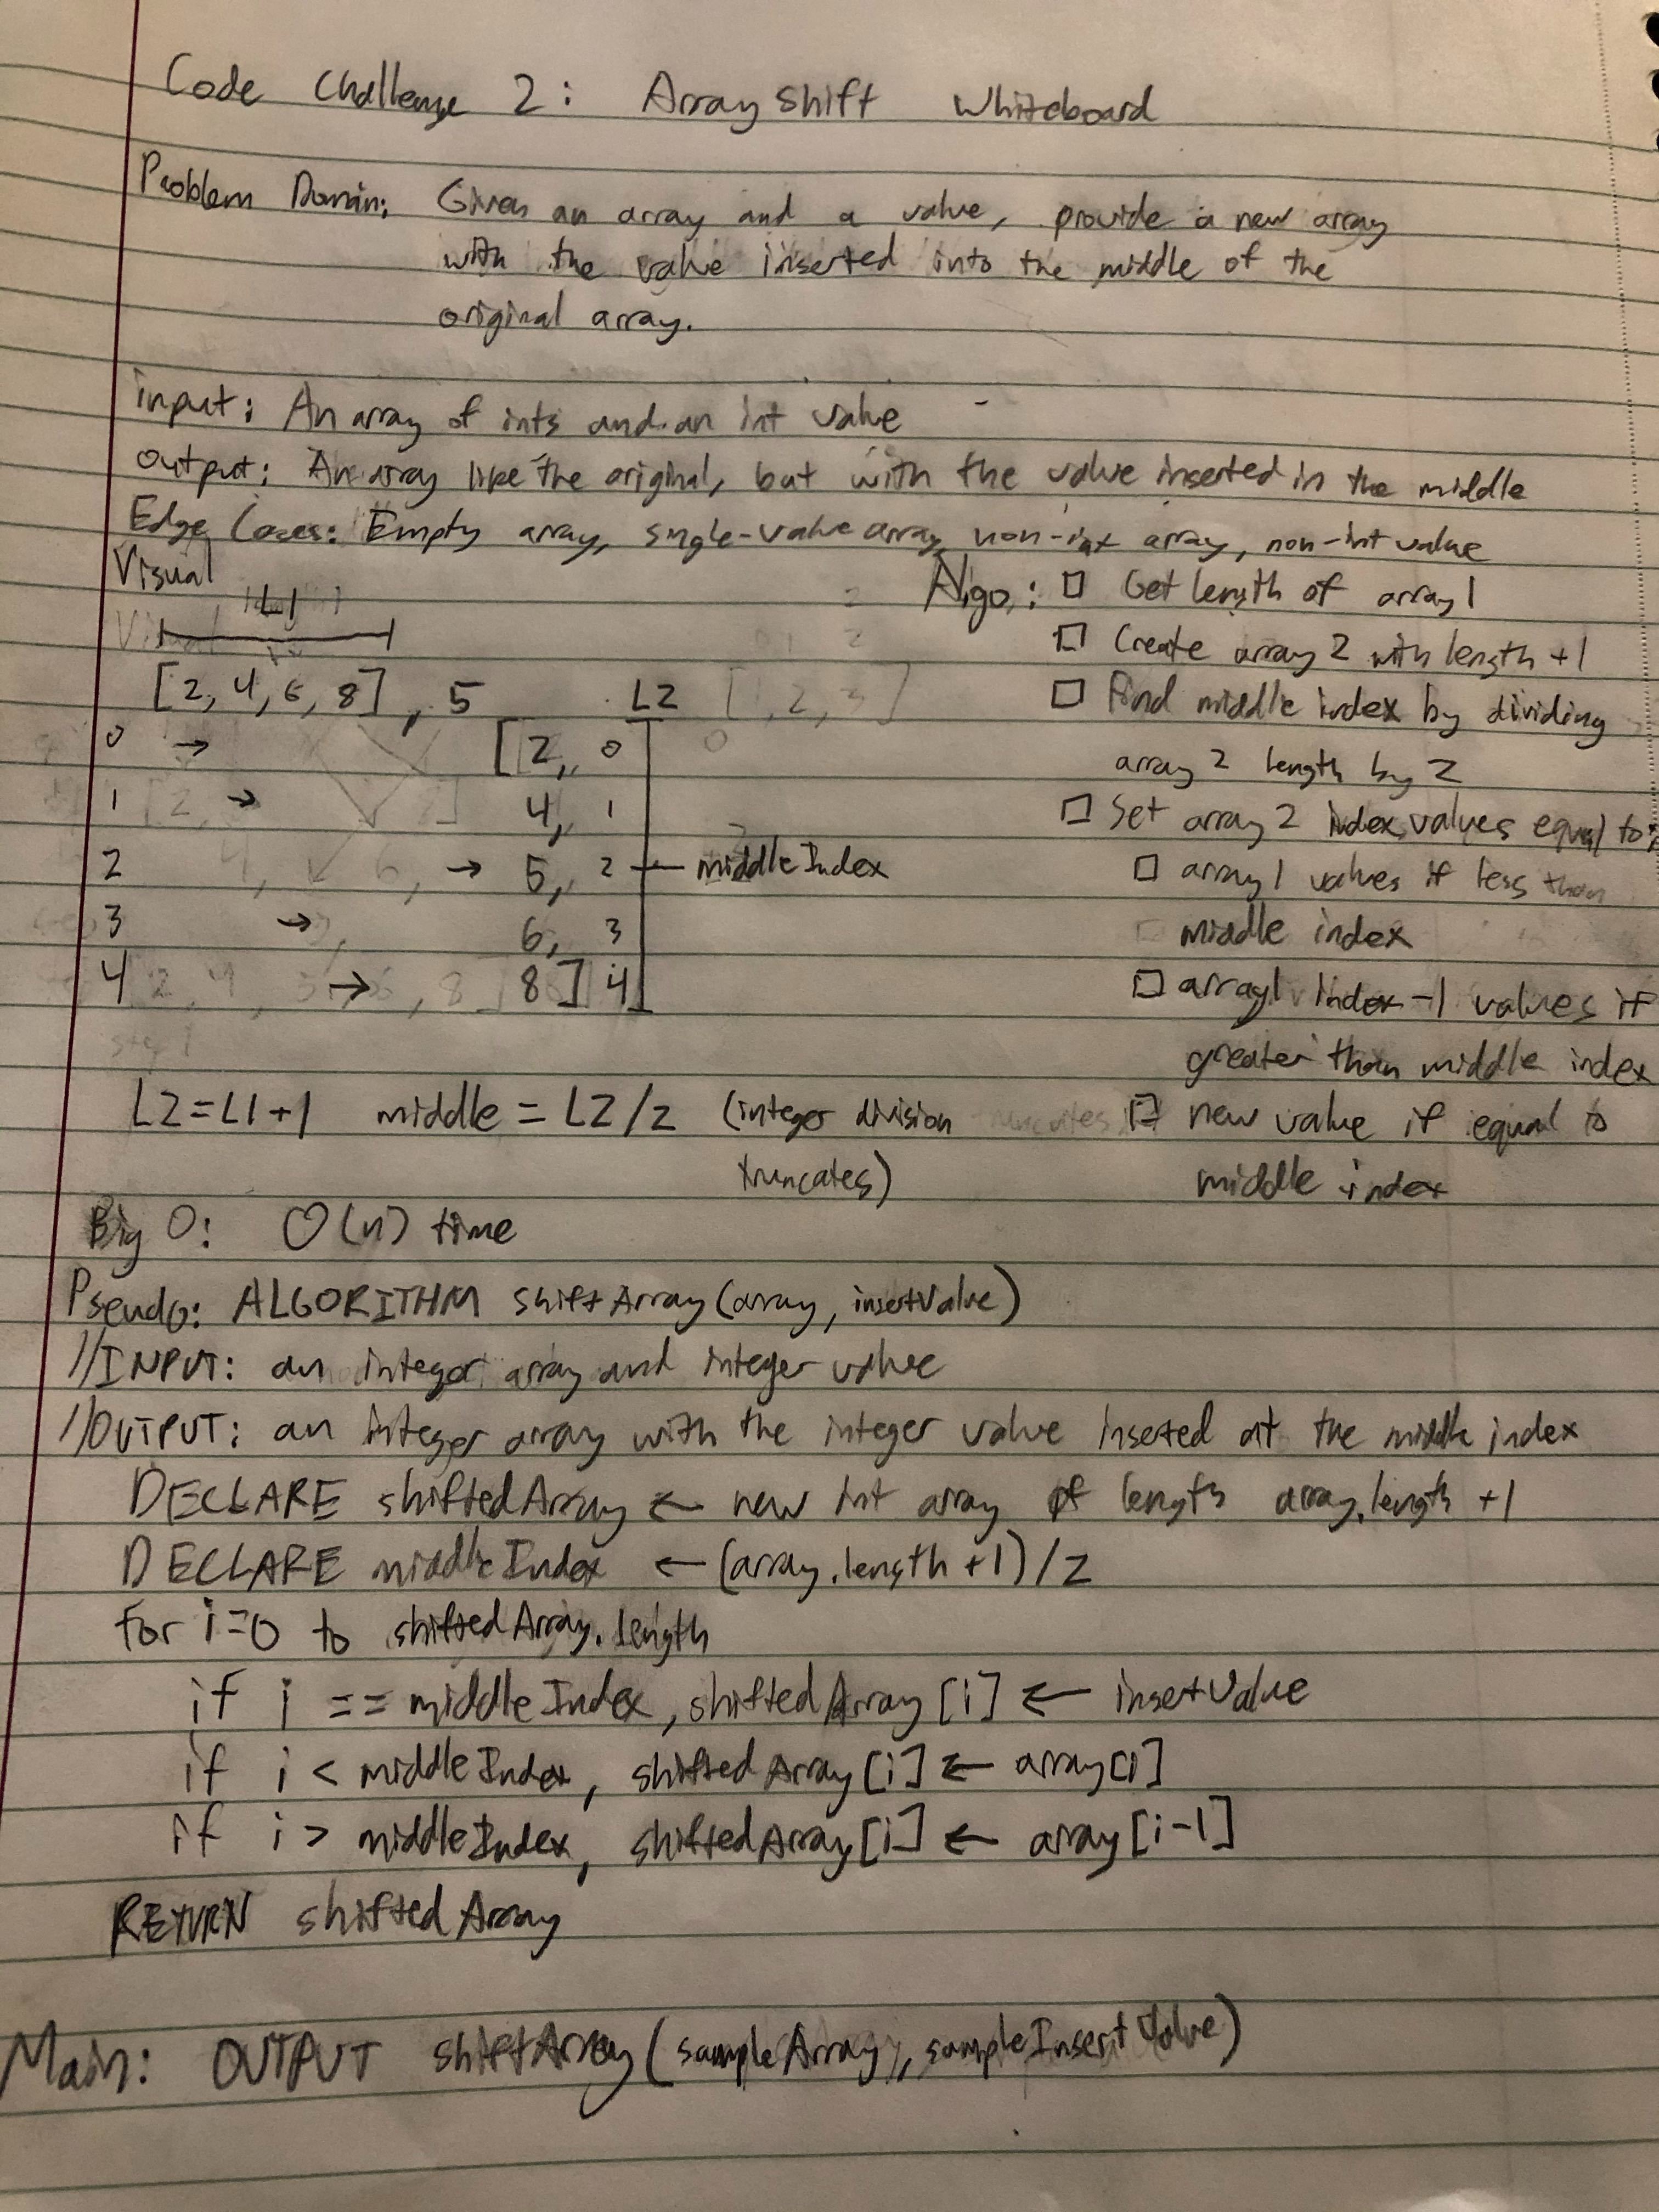 Code Challenge 2: Array Shift Whiteboard
Problem Domain: Given an array and a value, provide a new array
with the value inserted into the middle of the
original array.
input: An array of ints and an int value
output: An array like the original, but with the value inserted in the middle
Edge Cases: Empty array, single-value array, non-int array, non-int value
Visual
L1
[2, 4, 6, 8], 5 L2
0 → [2, 0
1 → 4, 1
2 → 5, 2 ← middleIndex
3 → 6, 3
4 → 8] 4
L2=L1+1 middle = L2/2 (integer division
truncates)
Algo: □ Get length of array 1
□ Create array 2 with length +1
□ Find middle index by dividing
array 2 length by 2
□ Set array 2 index values equal to:
□ array 1 values if less than
middle index
□ array1 index-1 values if
greater than middle index
□ new value if equal to
middle index
Big O: O(n) time
Pseudo: ALGORITHM shiftArray(array, insertValue)
//INPUT: an integer array and integer value
//OUTPUT: an integer array with the integer value inserted at the middle index
DECLARE shiftedArray ← new int array of length array.length +1
DECLARE middleIndex ← (array.length +1)/2
for i=0 to shiftedArray.length
if i == middleIndex, shiftedArray[i] ← insertValue
if i < middleIndex, shiftedArray[i] ← array[i]
if i > middleIndex, shiftedArray[i] ← array[i-1]
RETURN shiftedArray
Main: OUTPUT shiftArray(sampleArray, sampleInsertValue)